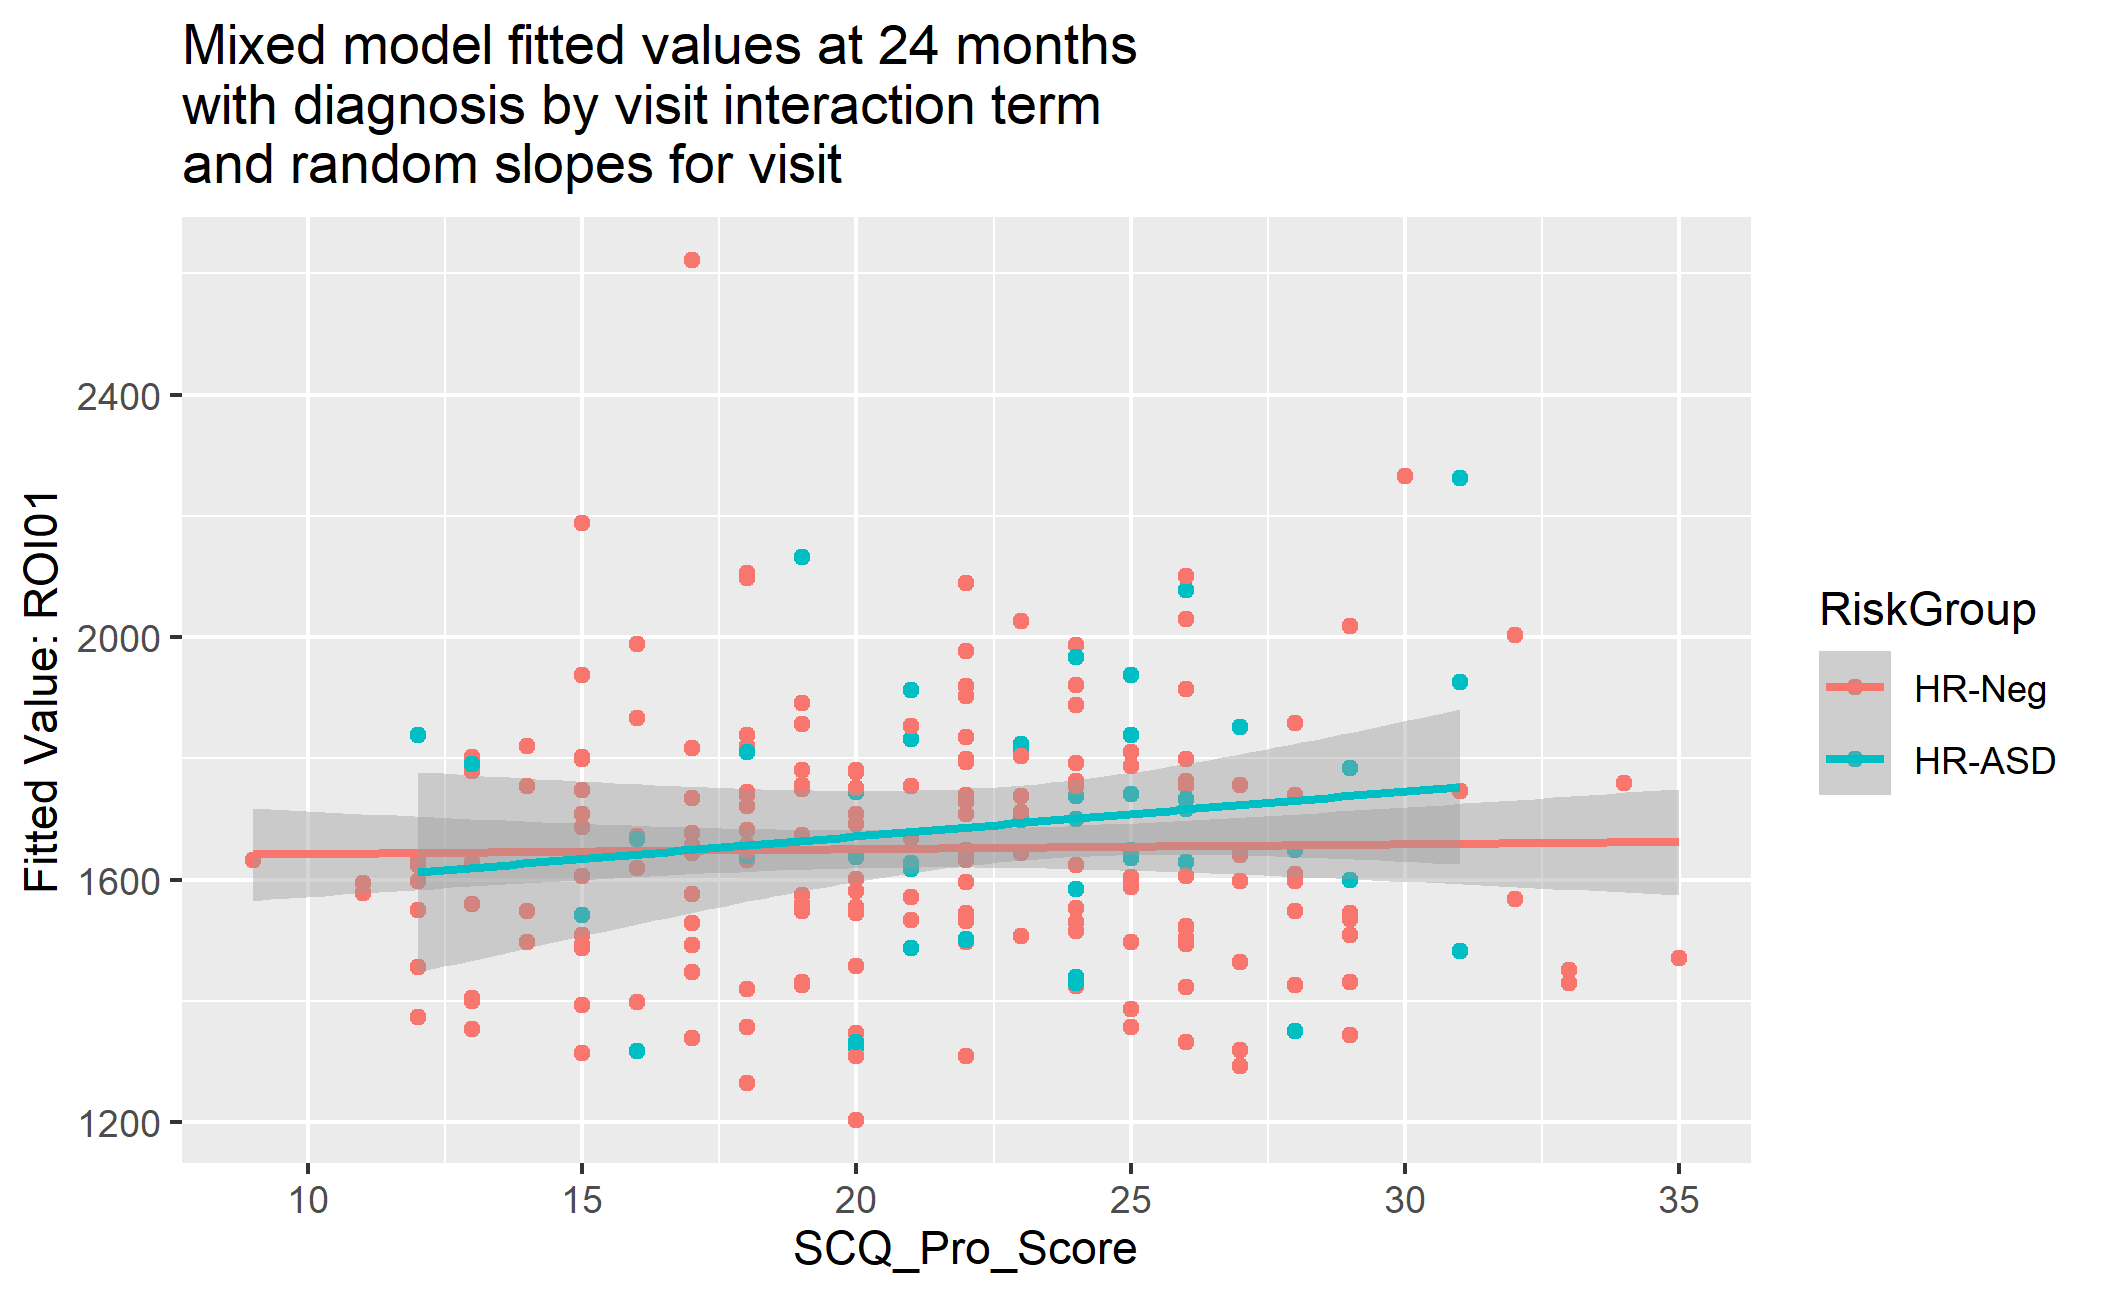 Mixed model fitted values at 24 months
with diagnosis by visit interaction term
and random slopes for visit
Fitted Value: ROI01
2400
2000
1600
1200
10 15 20 25 30 35
SCQ_Pro_Score
RiskGroup
HR-Neg
HR-ASD